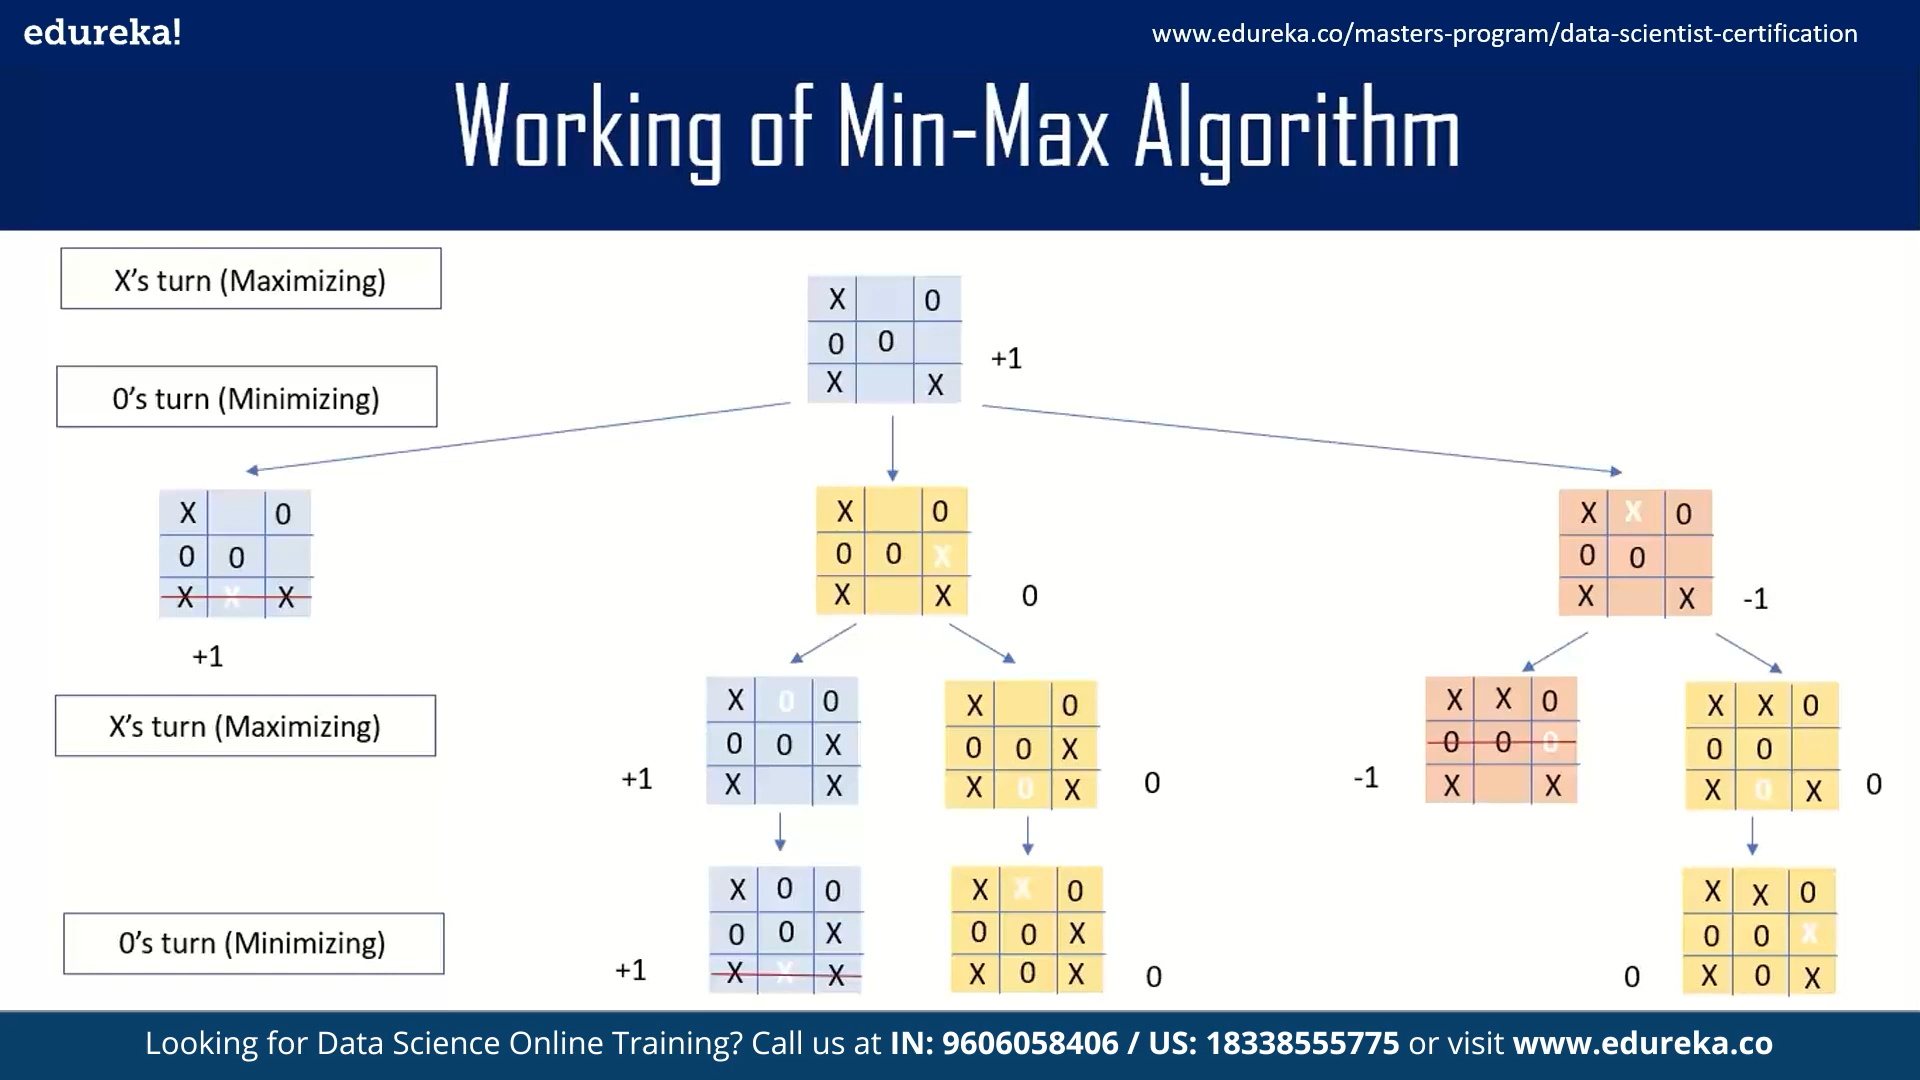 edureka!
www.edureka.co/masters-program/data-scientist-certification
Working of Min-Max Algorithm
X's turn (Maximizing)
X 0
0 0
X X
+1
0's turn (Minimizing)
X 0
0 0
X X X
+1
X 0
0 0 X
X X
0
X X 0
0 0
X X
-1
X's turn (Maximizing)
X 0 0
0 0 X
X X
+1
X 0
0 0 X
X 0 X
0
X X 0
0 0 0
X X
-1
X X 0
0 0
X 0 X
0
0's turn (Minimizing)
X 0 0
0 0 X
X X X
+1
X X 0
0 0 X
X 0 X
0
X X 0
0 0 X
X 0 X
0
Looking for Data Science Online Training? Call us at IN: 9606058406 / US: 18338555775 or visit www.edureka.co